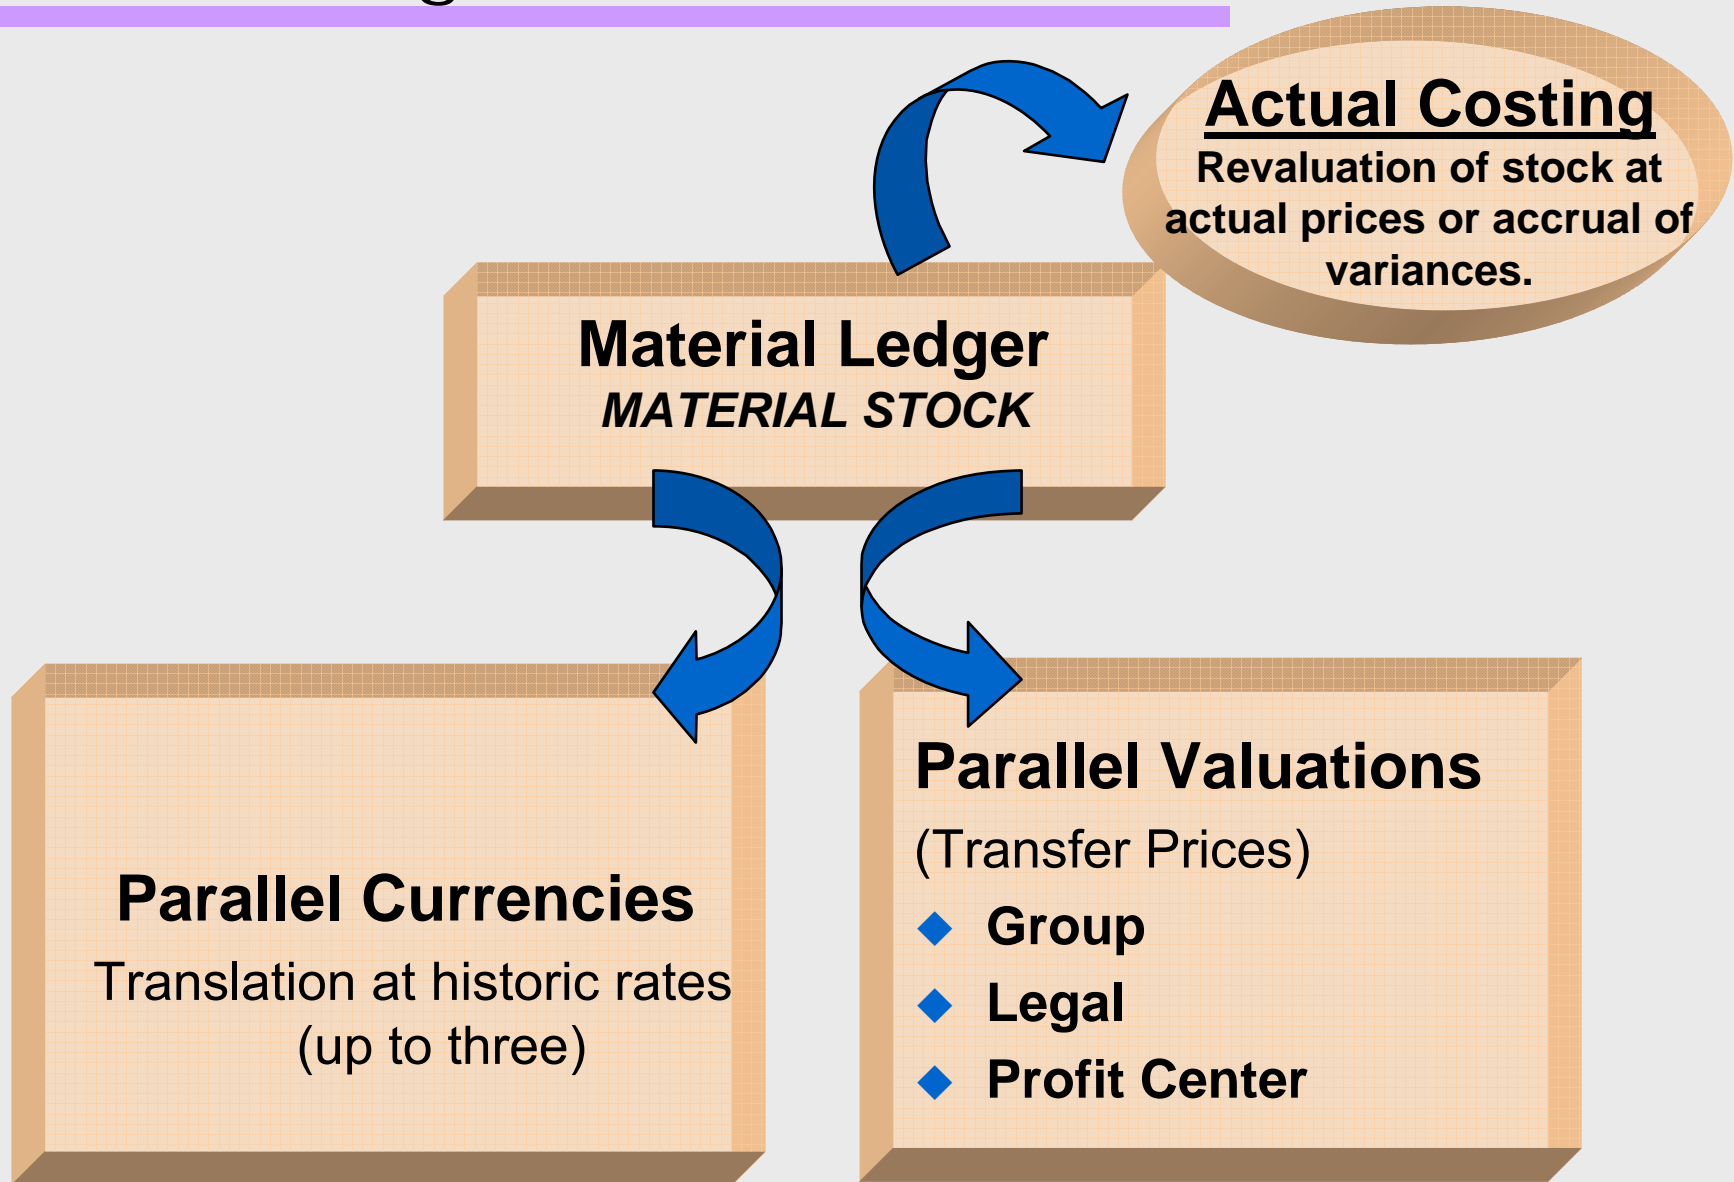 Actual Costing
Revaluation of stock at
actual prices or accrual of
variances.
Material Ledger
MATERIAL STOCK
Parallel Currencies
Translation at historic rates
(up to three)
Parallel Valuations
(Transfer Prices)
Group
Legal
Profit Center